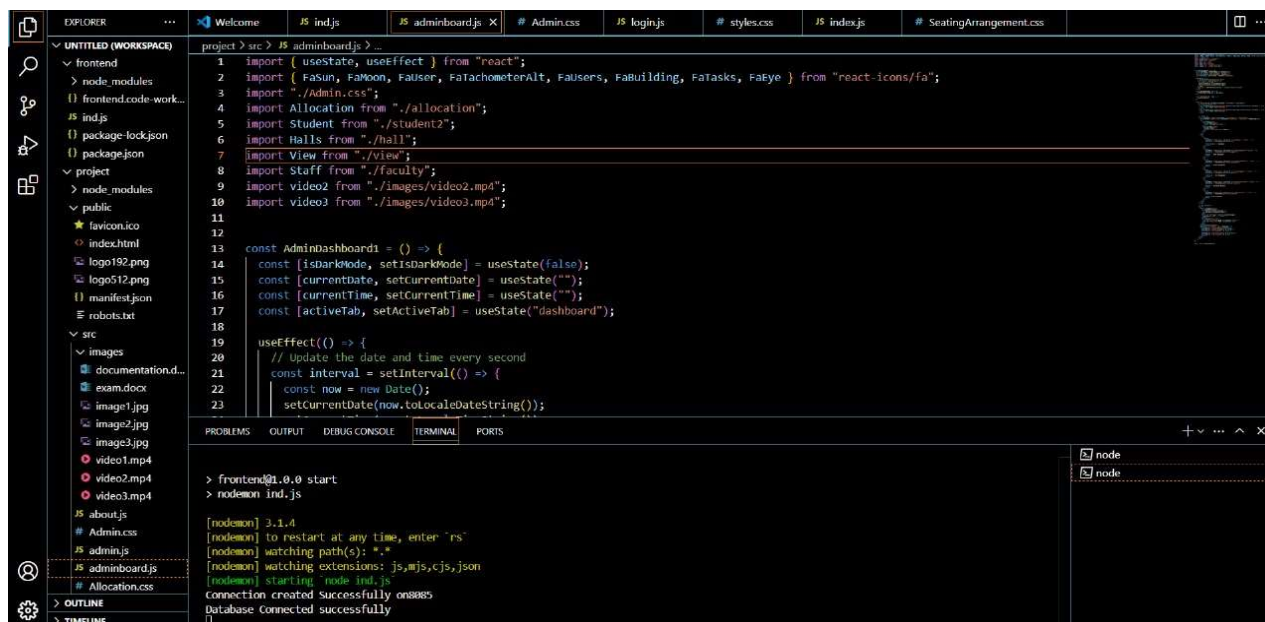 EXPLORER ...
UNTITLED (WORKSPACE)
frontend
node_modules
frontend.code-work...
ind.js
package-lock.json
package.json
project
node_modules
public
favicon.ico
index.html
logo192.png
logo512.png
manifest.json
robots.txt
src
images
documentation.d...
exam.docx
image1.jpg
image2.jpg
image3.jpg
video1.mp4
video2.mp4
video3.mp4
JS about.js
# Admin.css
JS admin.js
JS adminboard.js
# Allocation.css
OUTLINE
TIMELINE
Welcome JS ind.js JS adminboard.js # Admin.css JS login.js # styles.css JS index.js # SeatingArrangement.css
project > src > JS adminboard.js > ...
1 import { useState, useEffect } from "react";
2 import { FaSun, FaMoon, FaUser, FaTachometerAlt, FaUsers, FaBuilding, FaTasks, FaEye } from "react-icons/fa";
3 import "./Admin.css";
4 import Allocation from "./allocation";
5 import Student from "./student2";
6 import Halls from "./hall";
7 import View from "./view";
8 import Staff from "./faculty";
9 import video2 from "./images/video2.mp4";
10 import video3 from "./images/video3.mp4";
11
12
13 const AdminDashboard1 = () => {
14 const [isDarkMode, setIsDarkMode] = useState(false);
15 const [currentDate, setCurrentDate] = useState("");
16 const [currentTime, setCurrentTime] = useState("");
17 const [activeTab, setActiveTab] = useState("dashboard");
18
19 useEffect(() => {
20 // Update the date and time every second
21 const interval = setInterval(() => {
22 const now = new Date();
23 setCurrentDate(now.toLocaleDateString());
PROBLEMS OUTPUT DEBUG CONSOLE TERMINAL PORTS
> frontend@1.0.0 start
> nodemon ind.js
[nodemon] 3.1.4
[nodemon] to restart at any time, enter `rs`
[nodemon] watching path(s): *.*
[nodemon] watching extensions: js,mjs,cjs,json
[nodemon] starting `node ind.js`
Connection created Successfully on8085
Database Connected successfully
node
node